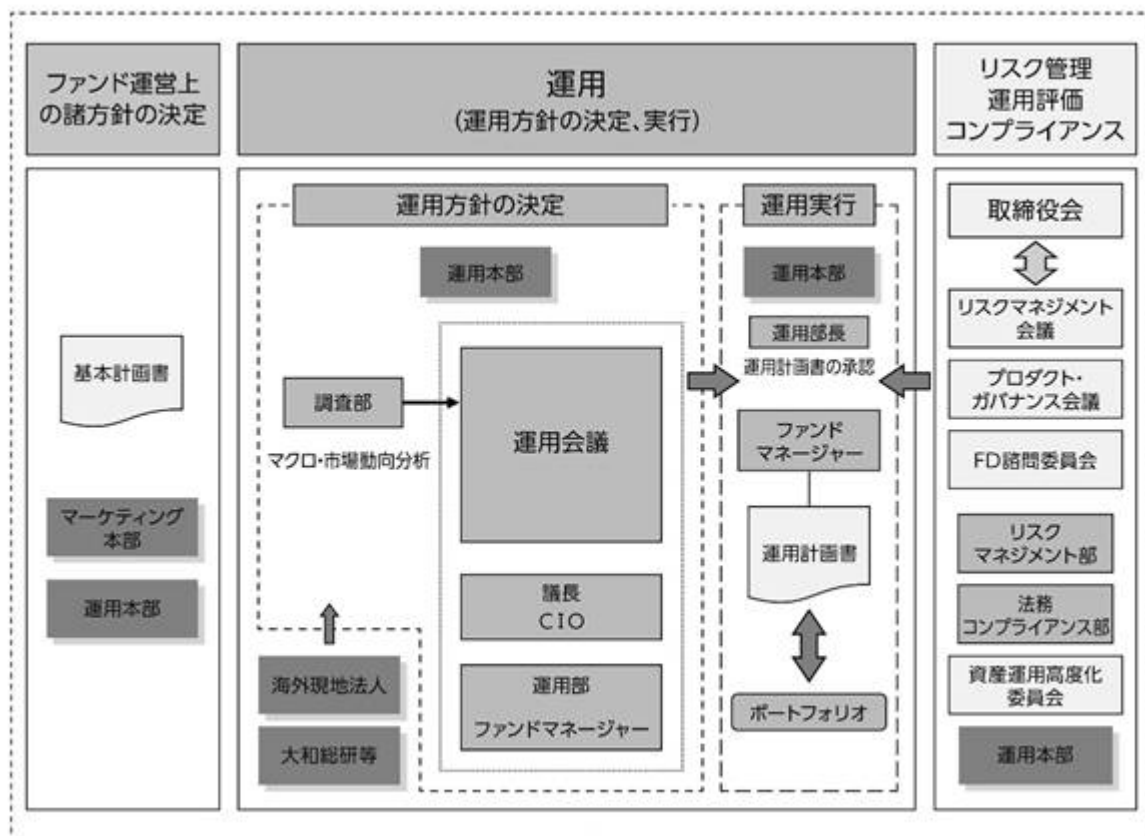 ファンド運営上
の諸方針の決定
運用
(運用方針の決定、実行)
リスク管理
運用評価
コンプライアンス
基本計画書
マーケティング
本部
運用本部
運用方針の決定
運用本部
調査部
マクロ・市場動向分析
運用会議
議長
CIO
運用部
ファンドマネージャー
海外現地法人
大和総研等
運用実行
運用本部
運用部長
運用計画書の承認
ファンド
マネージャー
運用計画書
ポートフォリオ
取締役会
リスクマネジメント
会議
プロダクト・
ガバナンス会議
FD諮問委員会
リスク
マネジメント部
法務
コンプライアンス部
資産運用高度化
委員会
運用本部